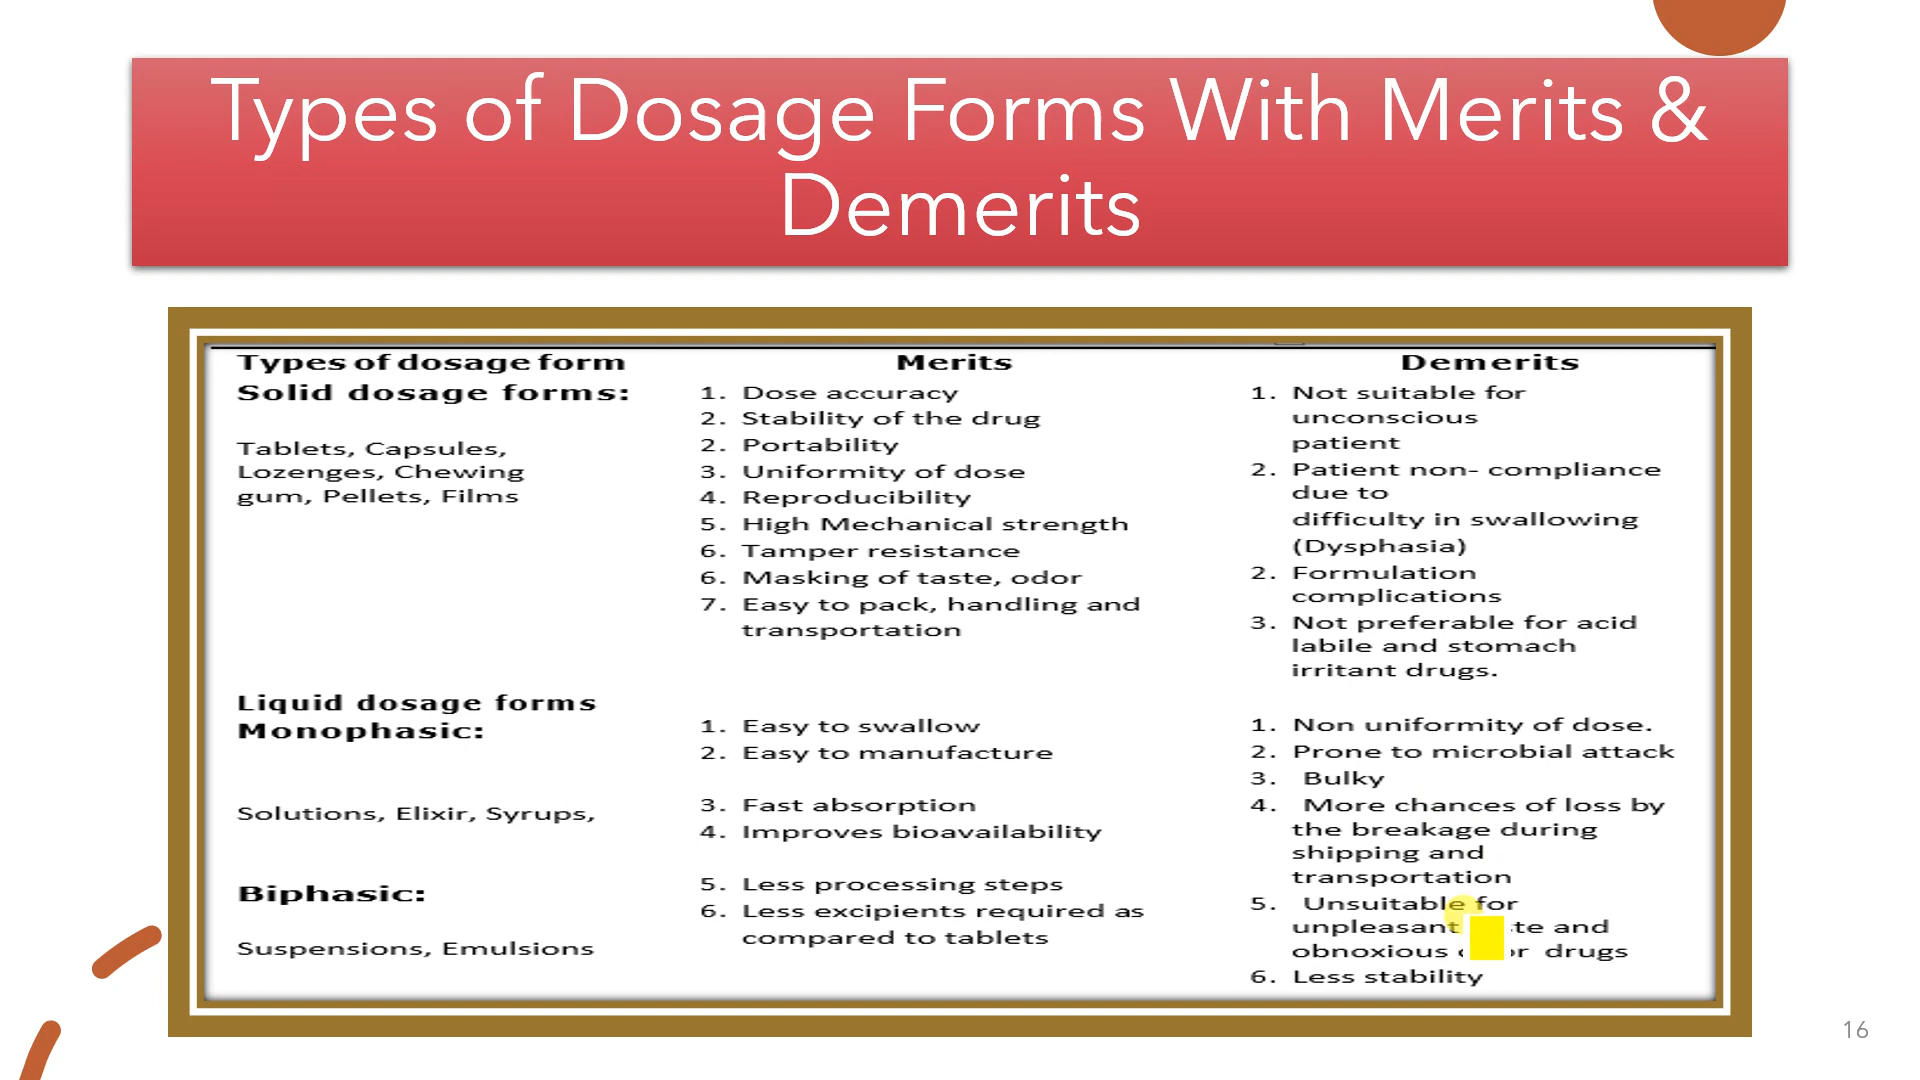 Types of Dosage Forms With Merits &
Demerits
Types of dosage form
Merits
Demerits
Solid dosage forms:
Tablets, Capsules,
Lozenges, Chewing
gum, Pellets, Films
1. Dose accuracy
2. Stability of the drug
2. Portability
3. Uniformity of dose
4. Reproducibility
5. High Mechanical strength
6. Tamper resistance
6. Masking of taste, odor
7. Easy to pack, handling and
transportation
1. Not suitable for
unconscious
patient
2. Patient non- compliance
due to
difficulty in swallowing
(Dysphasia)
2. Formulation
complications
3. Not preferable for acid
labile and stomach
irritant drugs.
Liquid dosage forms
Monophasic:
Solutions, Elixir, Syrups,
Biphasic:
Suspensions, Emulsions
1. Easy to swallow
2. Easy to manufacture
3. Fast absorption
4. Improves bioavailability
5. Less processing steps
6. Less excipients required as
compared to tablets
1. Non uniformity of dose.
2. Prone to microbial attack
3. Bulky
4. More chances of loss by
the breakage during
shipping and
transportation
5. Unsuitable for
unpleasant and
obnoxious drugs
6. Less stability
16